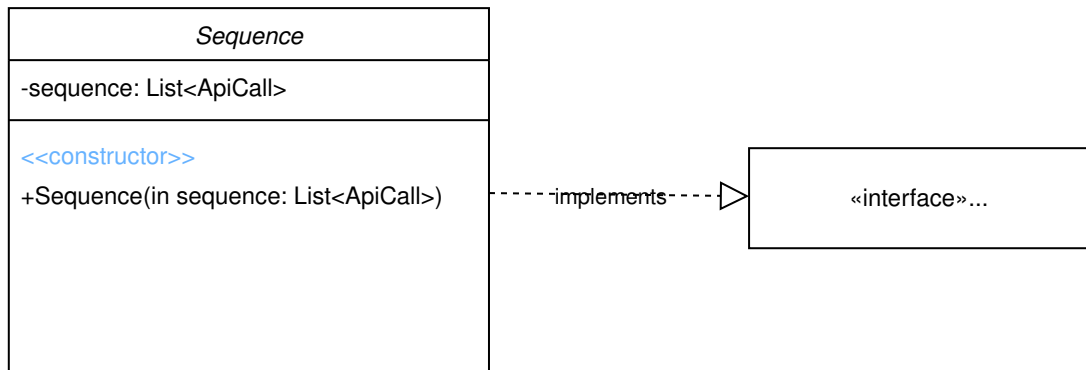 Sequence
-sequence: List<ApiCall>
<<constructor>>
+Sequence(in sequence: List<ApiCall>)
implements
«interface»...